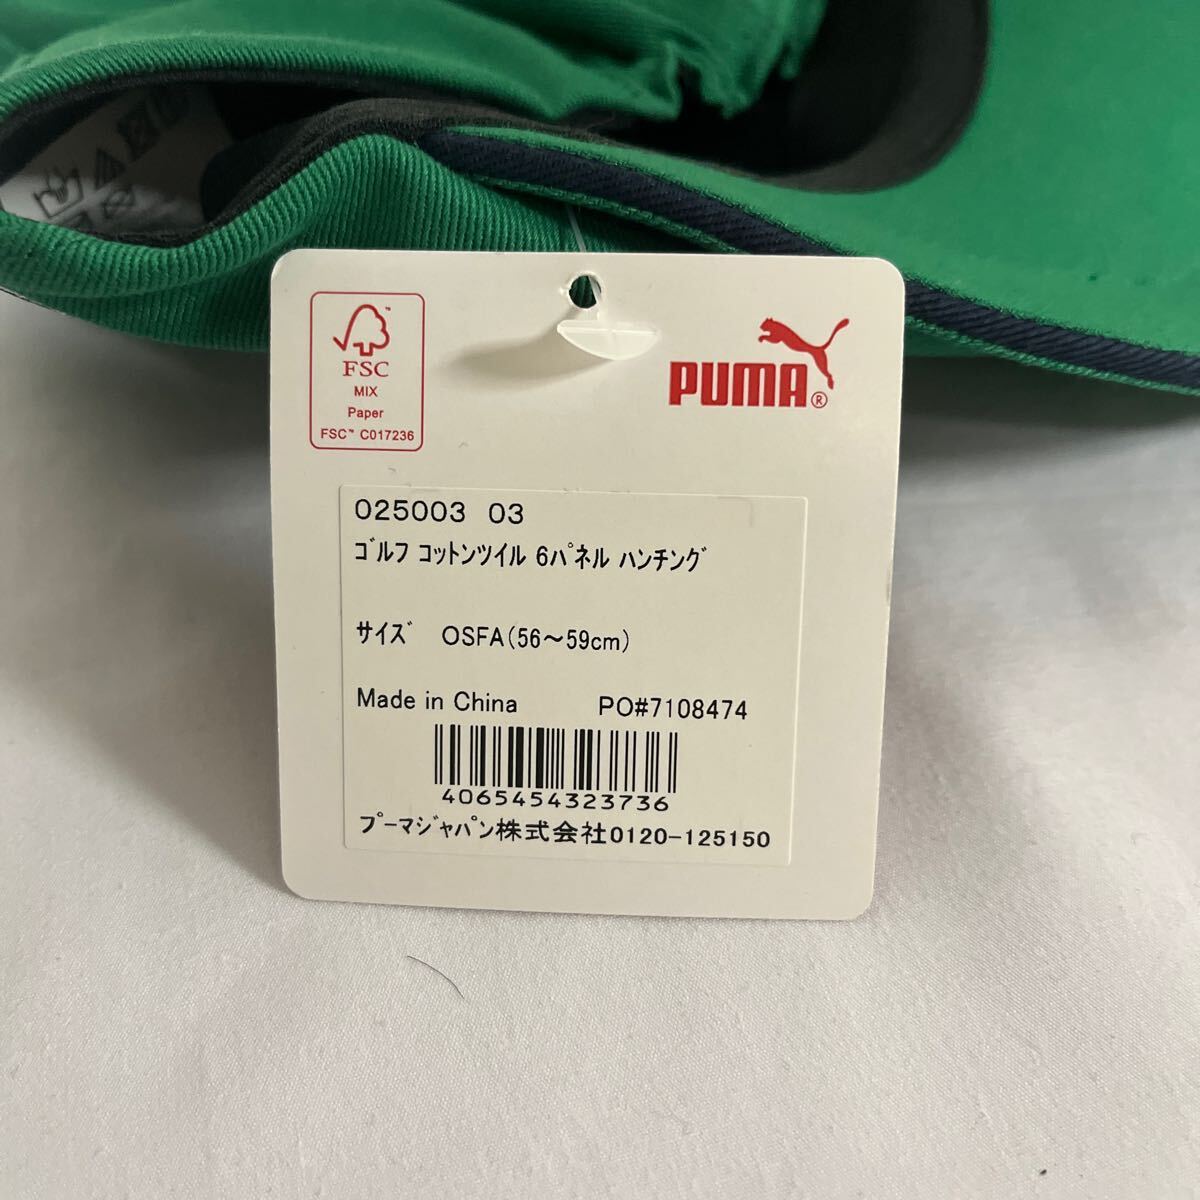 FSC
MIX
Paper
FSC™ C017236
PUMA®
025003 03
ｺﾞﾙﾌ ｺｯﾄﾝﾂｲﾙ 6ﾊﾟﾈﾙ ﾊﾝﾁﾝｸﾞ
ｻｲｽﾞ OSFA(56～59cm)
Made in China PO#7108474
4065454323736
ﾌﾟｰﾏｼﾞｬﾊﾟﾝ株式会社0120-125150